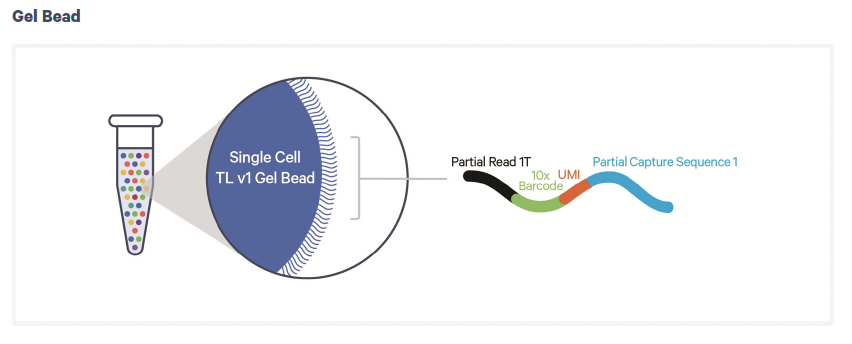 Gel Bead
Single Cell
TL v1 Gel Bead
Partial Read 1T
10x
Barcode
UMI
Partial Capture Sequence 1